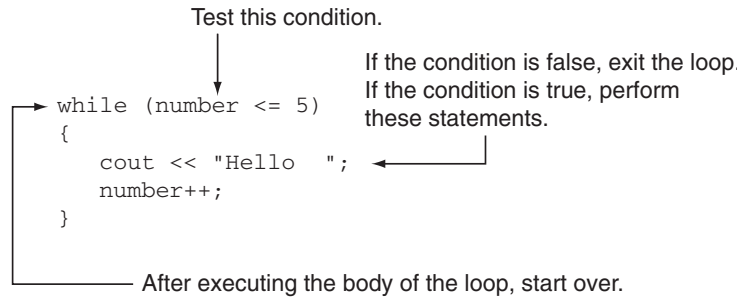 Test this condition.
If the condition is false, exit the loop.
If the condition is true, perform
these statements.
while (number <= 5)
{
cout << "Hello  ";
number++;
}
After executing the body of the loop, start over.